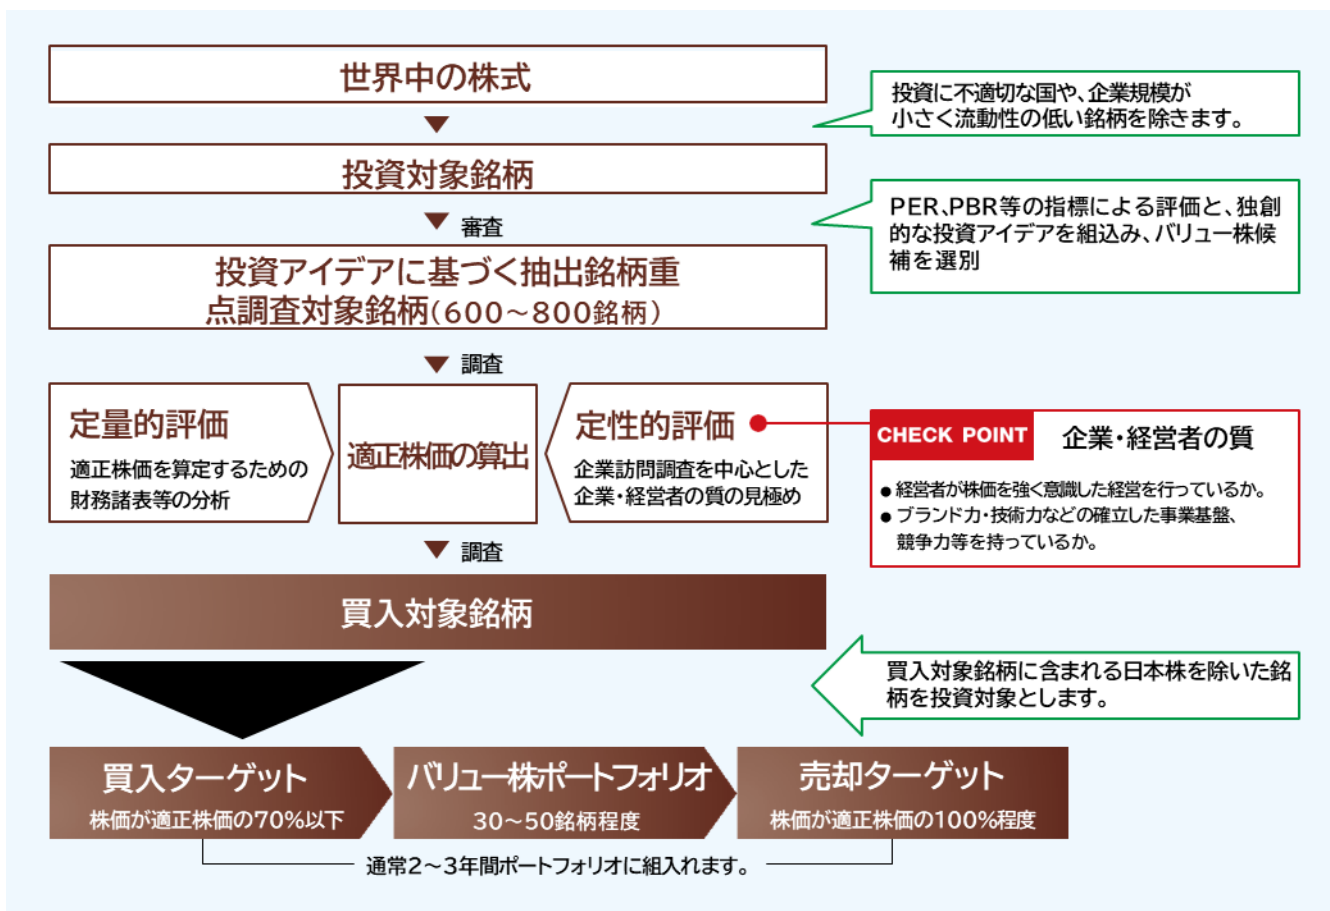 世界中の株式
投資に不適切な国や、企業規模が
小さく流動性の低い銘柄を除きます。
投資対象銘柄
審査
PER、PBR等の指標による評価と、独創
的な投資アイデアを組込み、バリュー株候
補を選別
投資アイデアに基づく抽出銘柄重
点調査対象銘柄(600～800銘柄)
調査
定量的評価
適正株価を算定するための
財務諸表等の分析
適正株価の算出
定性的評価
企業訪問調査を中心とした
企業・経営者の質の見極め
CHECK POINT 企業・経営者の質
● 経営者が株価を強く意識した経営を行っているか。
● ブランド力・技術力などの確立した事業基盤、
競争力等を持っているか。
調査
買入対象銘柄
買入対象銘柄に含まれる日本株を除いた銘
柄を投資対象とします。
買入ターゲット
株価が適正株価の70%以下
バリュー株ポートフォリオ
30～50銘柄程度
売却ターゲット
株価が適正株価の100%程度
通常2～3年間ポートフォリオに組入れます。